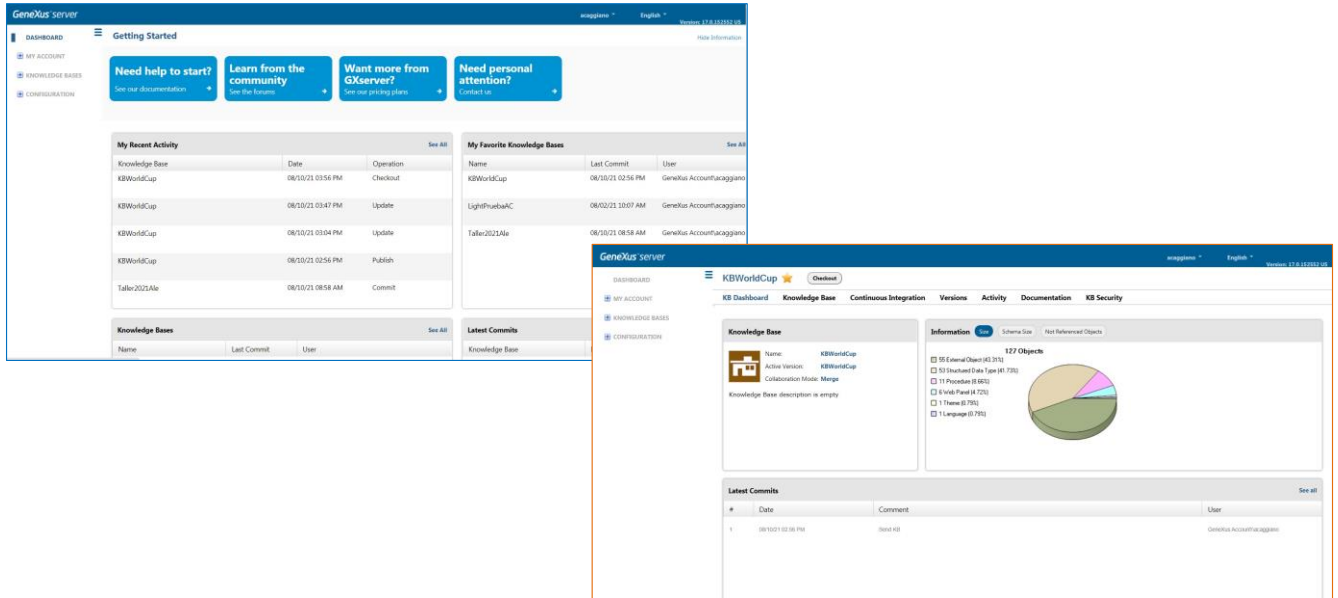 GeneXus server
acaggiano
English
Version: 17.0.152552 US
DASHBOARD
MY ACCOUNT
KNOWLEDGE BASES
CONFIGURATION
Getting Started
Hide Information
Need help to start?
See our documentation
Learn from the community
See the forums
Want more from GXserver?
See our pricing plans
Need personal attention?
Contact us
My Recent Activity See All
Knowledge Base Date Operation
KBWorldCup 08/10/21 03:56 PM Checkout
KBWorldCup 08/10/21 03:47 PM Update
KBWorldCup 08/10/21 03:04 PM Update
KBWorldCup 08/10/21 02:56 PM Publish
Taller2021Ale 08/10/21 08:58 AM Commit
My Favorite Knowledge Bases See All
Name Last Commit User
KBWorldCup 08/10/21 02:56 PM GeneXus Account\acaggiano
LightPruebaAC 08/02/21 10:07 AM GeneXus Account\acaggiano
Taller2021Ale 08/10/21 08:58 AM GeneXus Account\acaggiano
Knowledge Bases See All
Name Last Commit User
Latest Commits
Knowledge Base
GeneXus server
acaggiano
English
Version: 17.0.152552 US
DASHBOARD
MY ACCOUNT
KNOWLEDGE BASES
CONFIGURATION
KBWorldCup Checkout
KB Dashboard Knowledge Base Continuous Integration Versions Activity Documentation KB Security
Knowledge Base
Name: KBWorldCup
Active Version: KBWorldCup
Collaboration Mode: Merge
Knowledge Base description is empty
Information Size Schema Size Not Referenced Objects
127 Objects
55 External Object (43.31%)
53 Structured Data Type (41.73%)
11 Procedure (8.66%)
6 Web Panel (4.72%)
1 Theme (0.79%)
1 Language (0.79%)
Latest Commits See all
# Date Comment User
1 08/10/21 02:56 PM Send KB GeneXus Account\acaggiano